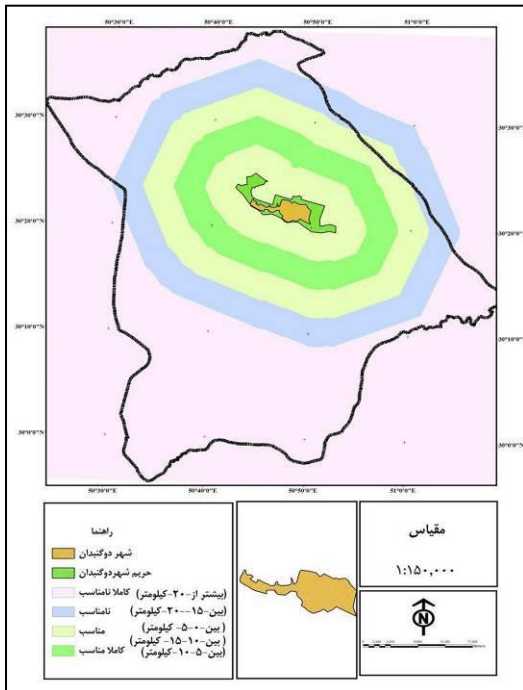 50°30'0"E 50°40'0"E 50°50'0"E 51°0'0"E
30°30'0"N 30°30'0"N
30°20'0"N 30°20'0"N
30°10'0"N 30°10'0"N
30°0'0"N 30°0'0"N
50°30'0"E 50°40'0"E 50°50'0"E 51°0'0"E
راهنما
شهر دوگنبدان
حریم شهردوگنبدان
کاملا نامناسب (بیشتر از -۲۰-کیلومتر)
نامناسب (بین-۱۵--۲۰-کیلومتر)
مناسب (بین-۰-۵-کیلومتر)
(بین-۱۰-۱۵-کیلومتر)
کاملا مناسب (بین-۵-۱۰-کیلومتر)
مقیاس
۱:۱۵۰,۰۰۰
N